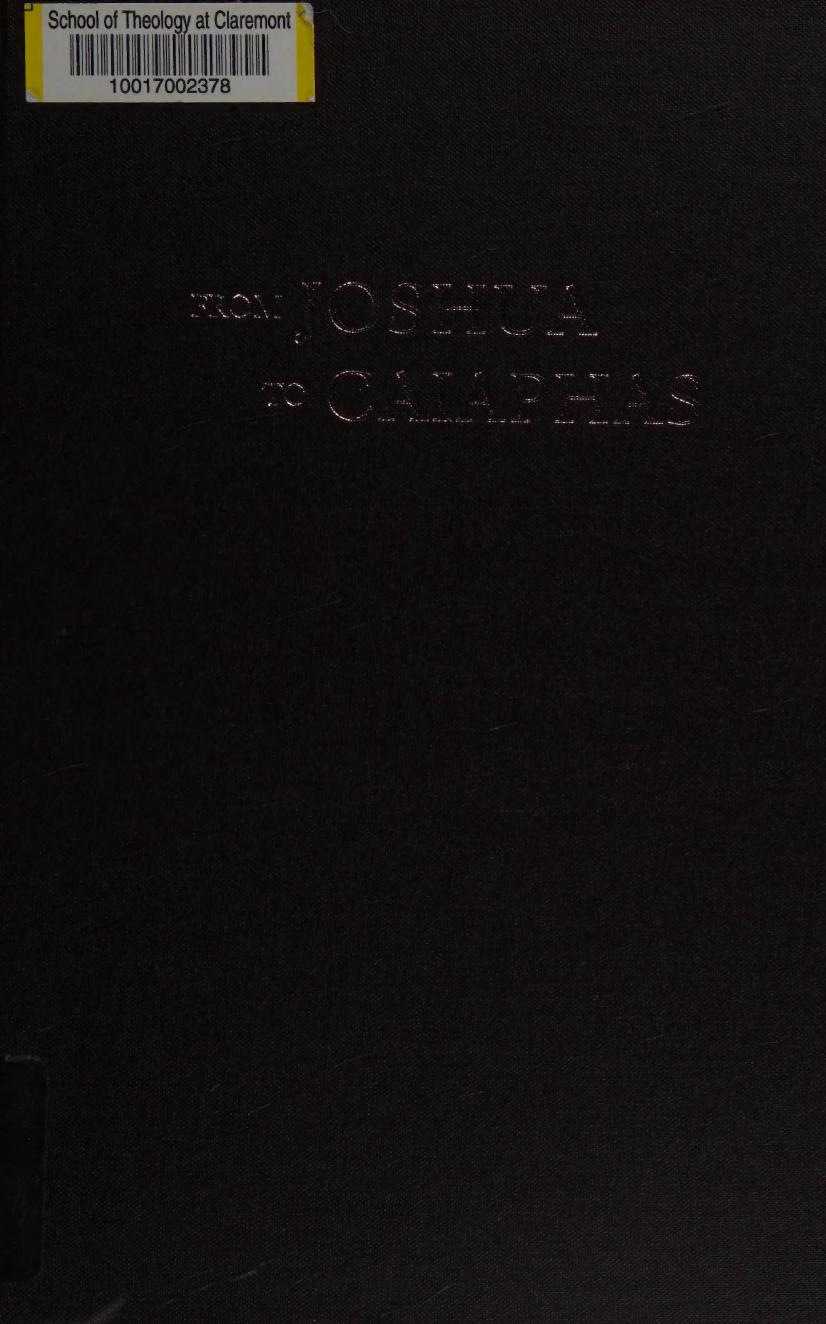 School of Theology at Claremont
10017002378
FROM JOSHUA
TO CAIAPHAS